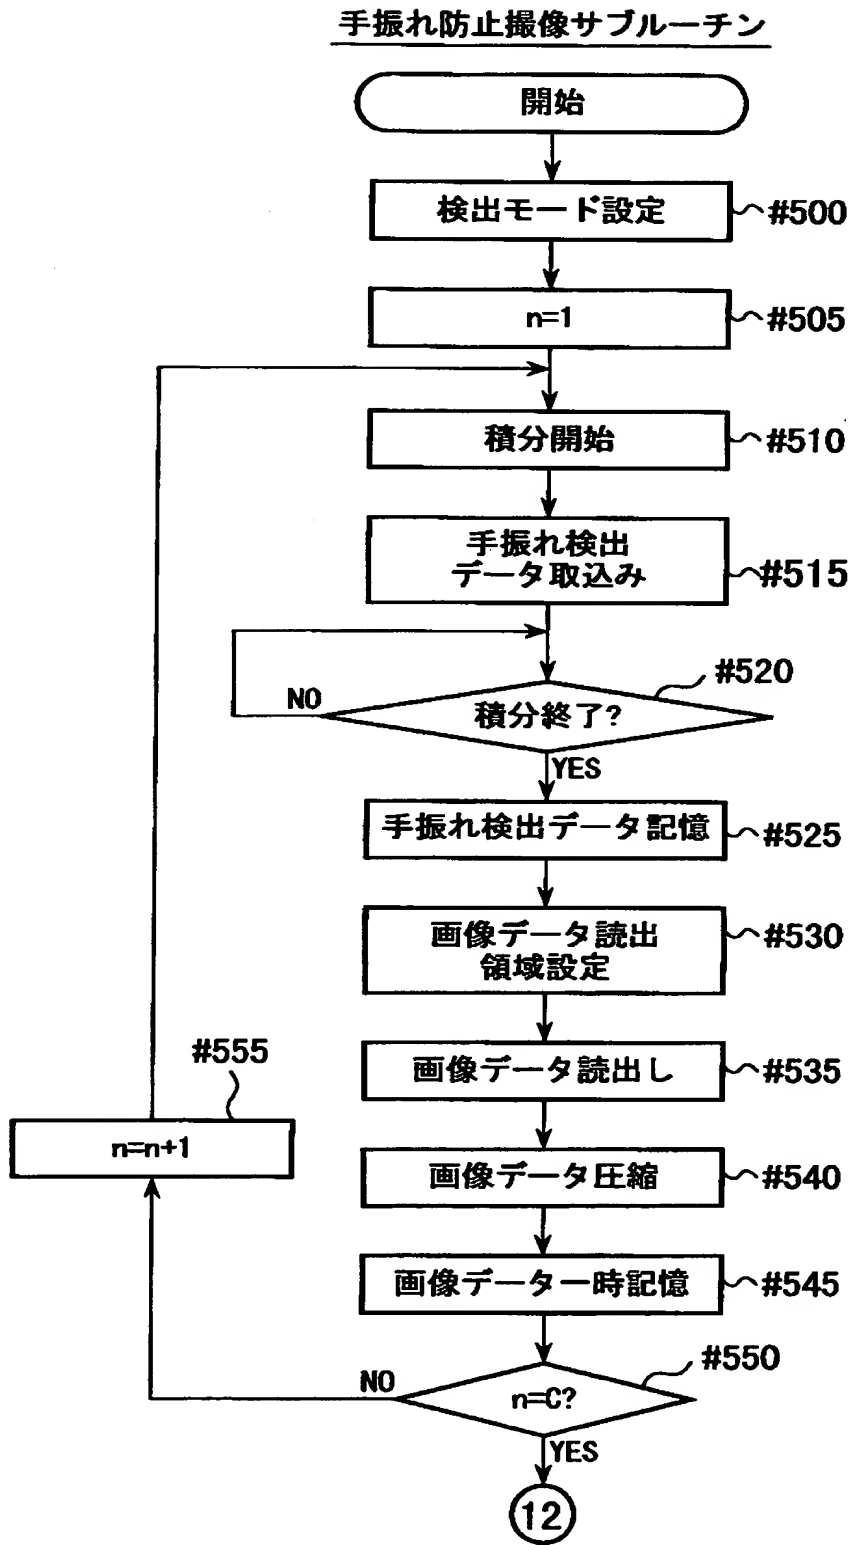 手振れ防止撮像サブルーチン
開始
検出モード設定
#500
n=1
#505
積分開始
#510
手振れ検出
データ取込み
#515
#520
積分終了?
NO
YES
手振れ検出データ記憶
#525
画像データ読出
領域設定
#530
画像データ読出し
#535
#555
n=n+1
画像データ圧縮
#540
画像データ一時記憶
#545
#550
n=C?
NO
YES
12